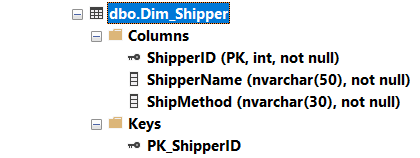 dbo.Dim_Shipper
Columns
ShipperID (PK, int, not null)
ShipperName (nvarchar(50), not null)
ShipMethod (nvarchar(30), not null)
Keys
PK_ShipperID